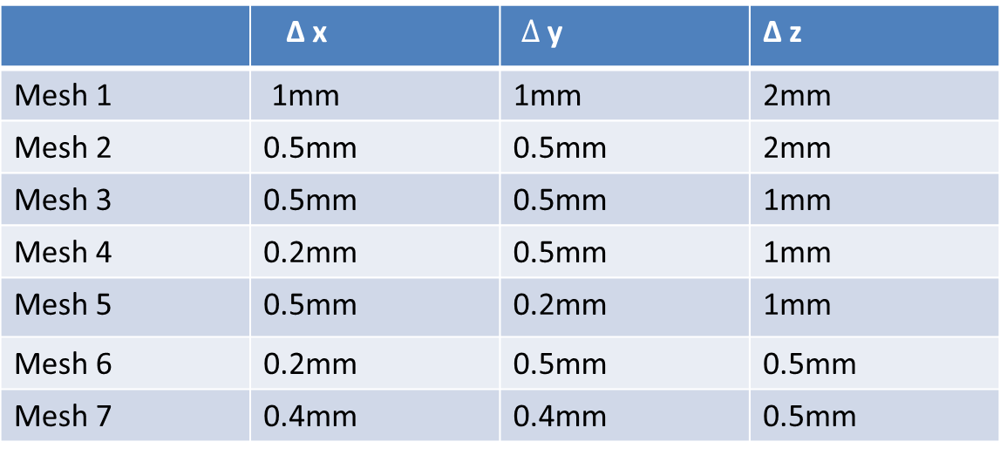 Δ x Δ y Δ z
Mesh 1 1mm 1mm 2mm
Mesh 2 0.5mm 0.5mm 2mm
Mesh 3 0.5mm 0.5mm 1mm
Mesh 4 0.2mm 0.5mm 1mm
Mesh 5 0.5mm 0.2mm 1mm
Mesh 6 0.2mm 0.5mm 0.5mm
Mesh 7 0.4mm 0.4mm 0.5mm